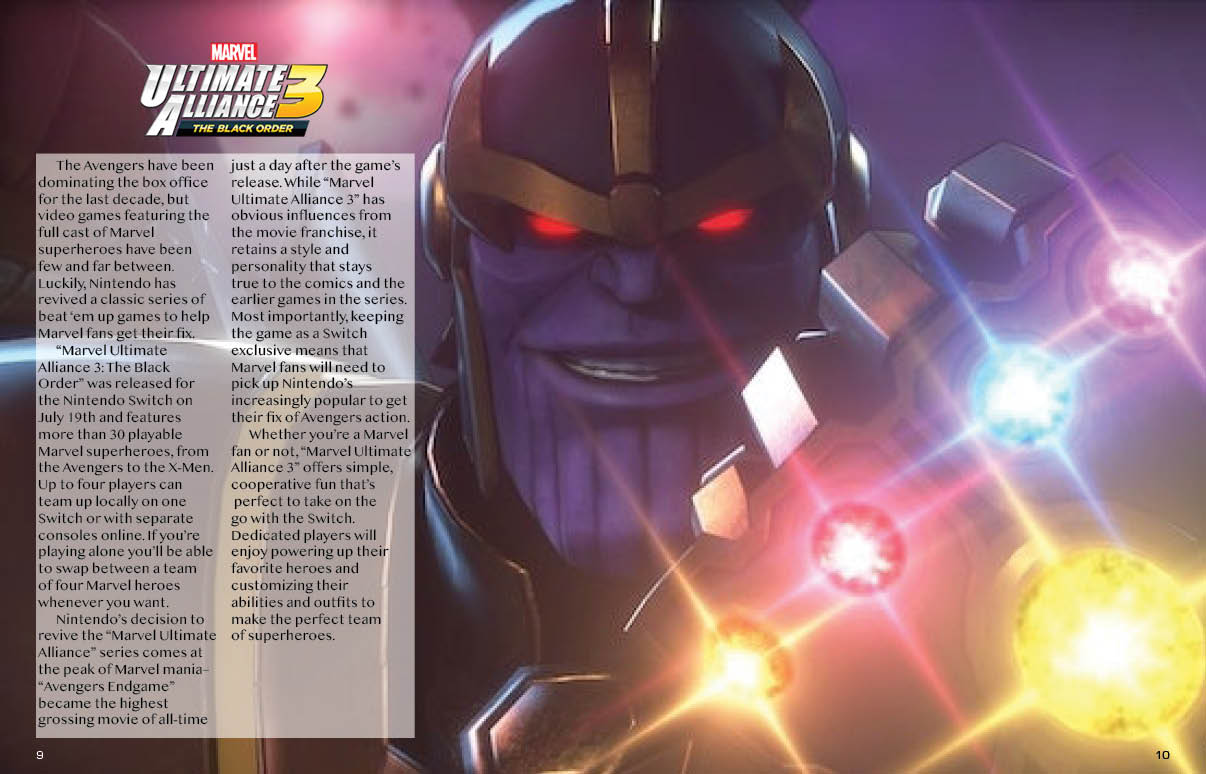 MARVEL
ULTIMATE
ALLIANCE 3
THE BLACK ORDER
The Avengers have been
dominating the box office
for the last decade, but
video games featuring the
full cast of Marvel
superheroes have been
few and far between.
Luckily, Nintendo has
revived a classic series of
beat ‘em up games to help
Marvel fans get their fix.
“Marvel Ultimate
Alliance 3: The Black
Order” was released for
the Nintendo Switch on
July 19th and features
more than 30 playable
Marvel superheroes, from
the Avengers to the X-Men.
Up to four players can
team up locally on one
Switch or with separate
consoles online. If you’re
playing alone you’ll be able
to swap between a team
of four Marvel heroes
whenever you want.
Nintendo’s decision to
revive the “Marvel Ultimate
Alliance” series comes at
the peak of Marvel mania–
“Avengers Endgame”
became the highest
grossing movie of all-time
just a day after the game’s
release. While “Marvel
Ultimate Alliance 3” has
obvious influences from
the movie franchise, it
retains a style and
personality that stays
true to the comics and the
earlier games in the series.
Most importantly, keeping
the game as a Switch
exclusive means that
Marvel fans will need to
pick up Nintendo’s
increasingly popular to get
their fix of Avengers action.
Whether you’re a Marvel
fan or not, “Marvel Ultimate
Alliance 3” offers simple,
cooperative fun that’s
perfect to take on the
go with the Switch.
Dedicated players will
enjoy powering up their
favorite heroes and
customizing their
abilities and outfits to
make the perfect team
of superheroes.
9
10